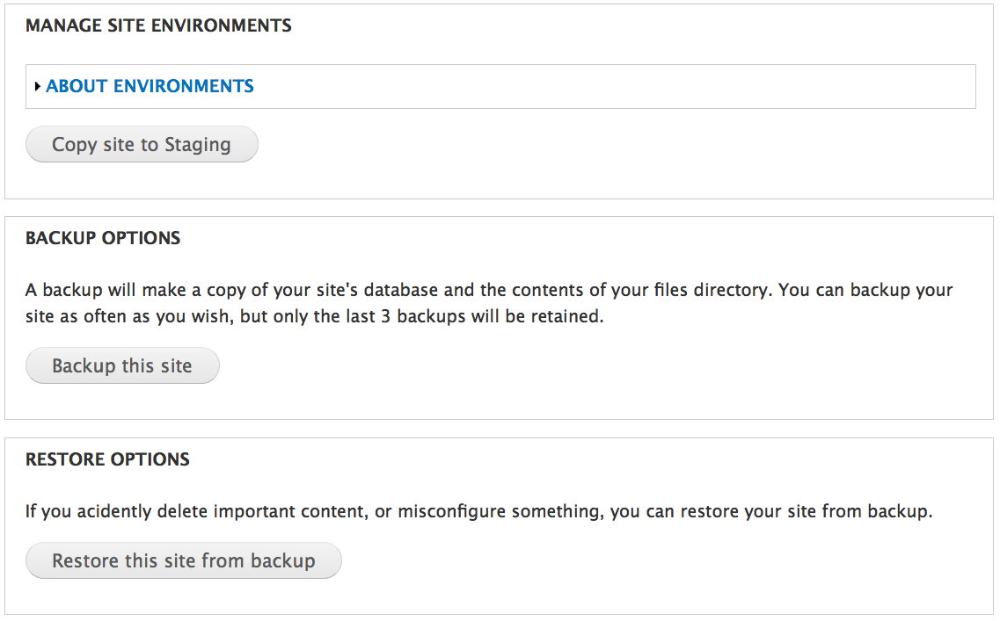 MANAGE SITE ENVIRONMENTS
ABOUT ENVIRONMENTS
Copy site to Staging
BACKUP OPTIONS
A backup will make a copy of your site's database and the contents of your files directory. You can backup your
site as often as you wish, but only the last 3 backups will be retained.
Backup this site
RESTORE OPTIONS
If you acidently delete important content, or misconfigure something, you can restore your site from backup.
Restore this site from backup